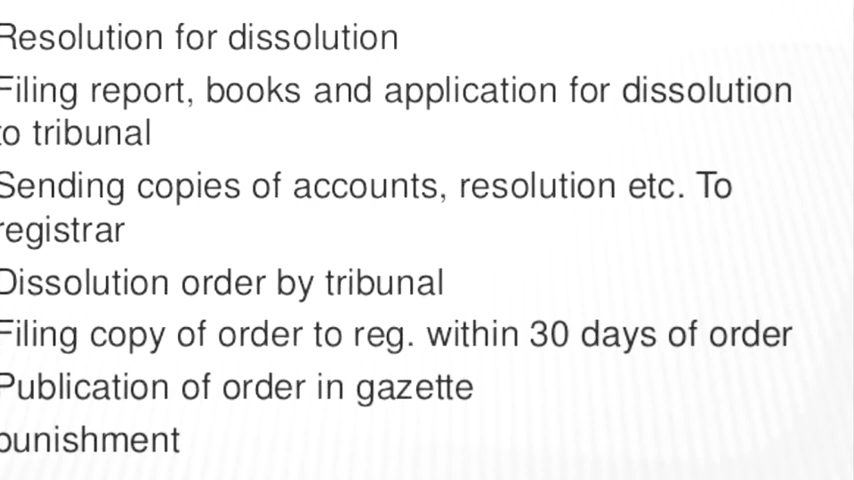 Resolution for dissolution
Filing report, books and application for dissolution
to tribunal
Sending copies of accounts, resolution etc. To
registrar
Dissolution order by tribunal
Filing copy of order to reg. within 30 days of order
Publication of order in gazette
punishment